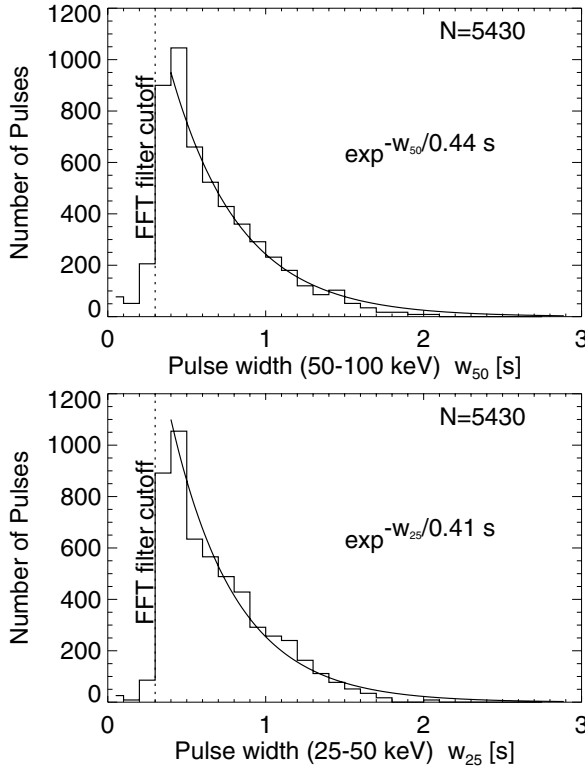 1200
1000
800
600
400
200
0
Number of Pulses
FFT filter cutoff
N=5430
exp-w50/0.44 s
0 1 2 3
Pulse width (50-100 keV) w50 [s]
1200
1000
800
600
400
200
0
Number of Pulses
FFT filter cutoff
N=5430
exp-w25/0.41 s
0 1 2 3
Pulse width (25-50 keV) w25 [s]